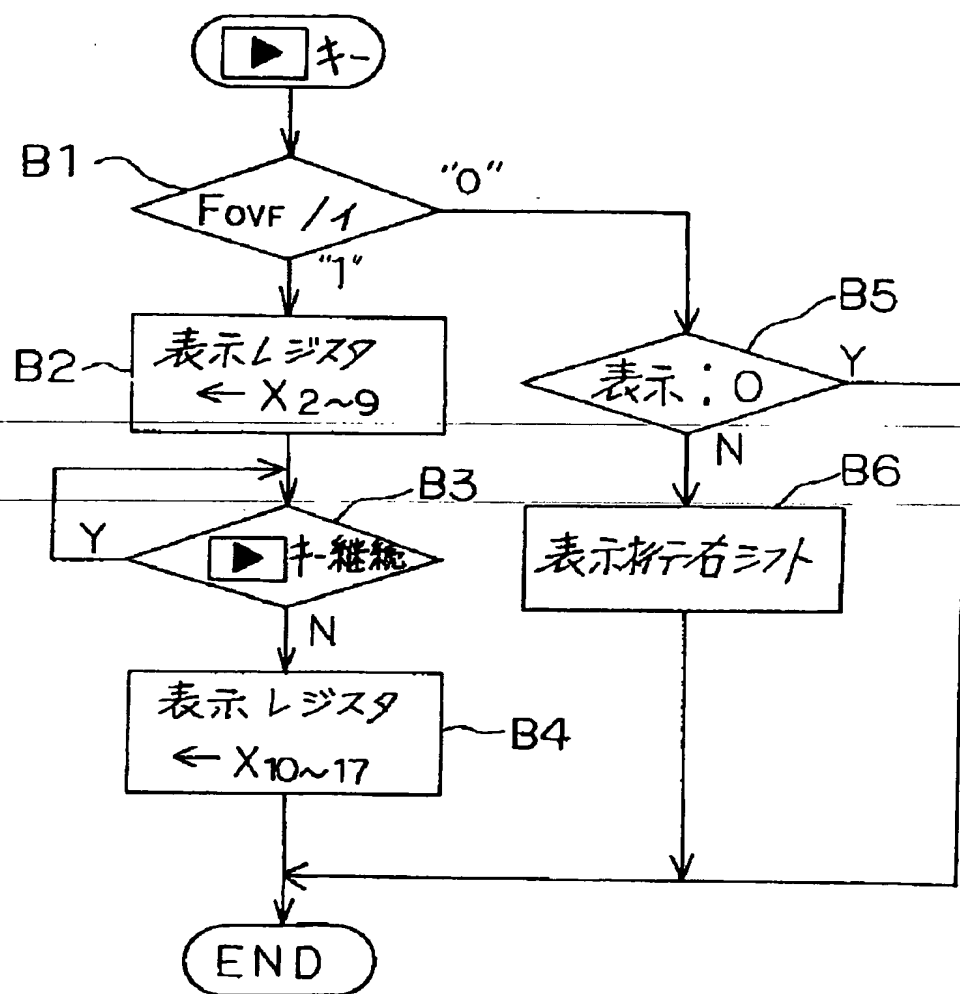 ▶ キー
B1
FOVF / イ
"0"
"1"
B2
表示レジスタ
← X2~9
B5
表示 : 0
Y
N
B3
▶ キー継続
Y
N
B6
表示桁右シフト
表示レジスタ
← X10~17
B4
END